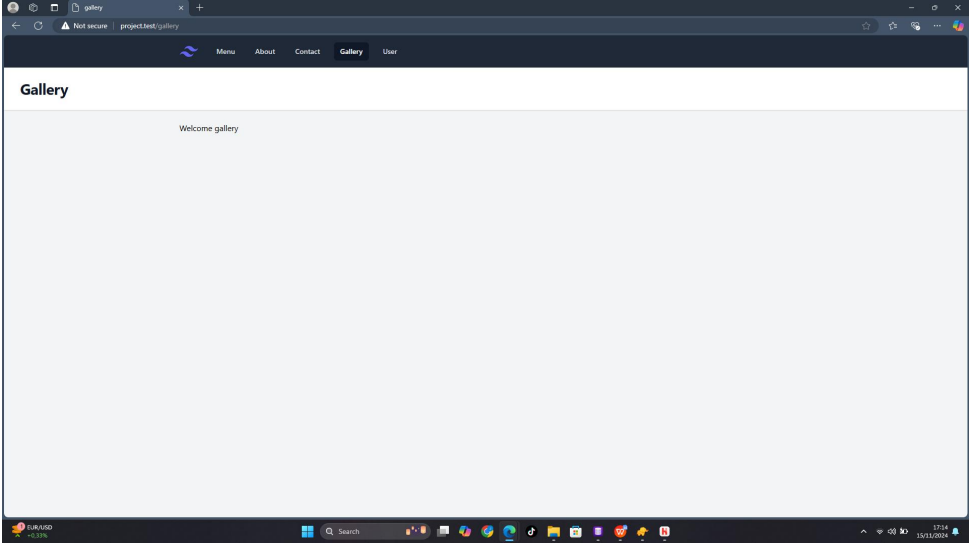 gallery
Not secure project.test/gallery
Menu About Contact Gallery User
Gallery
Welcome gallery
1
EUR/USD
+0,33%
Search
17:14
15/11/2024